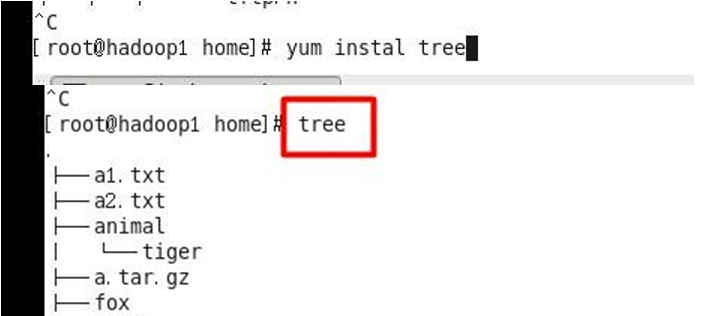 ^C
[root@hadoop1 home]# yum instal tree
^C
[root@hadoop1 home]# tree
.
├──a1.txt
├──a2.txt
├──animal
│   └──tiger
├──a.tar.gz
├──fox